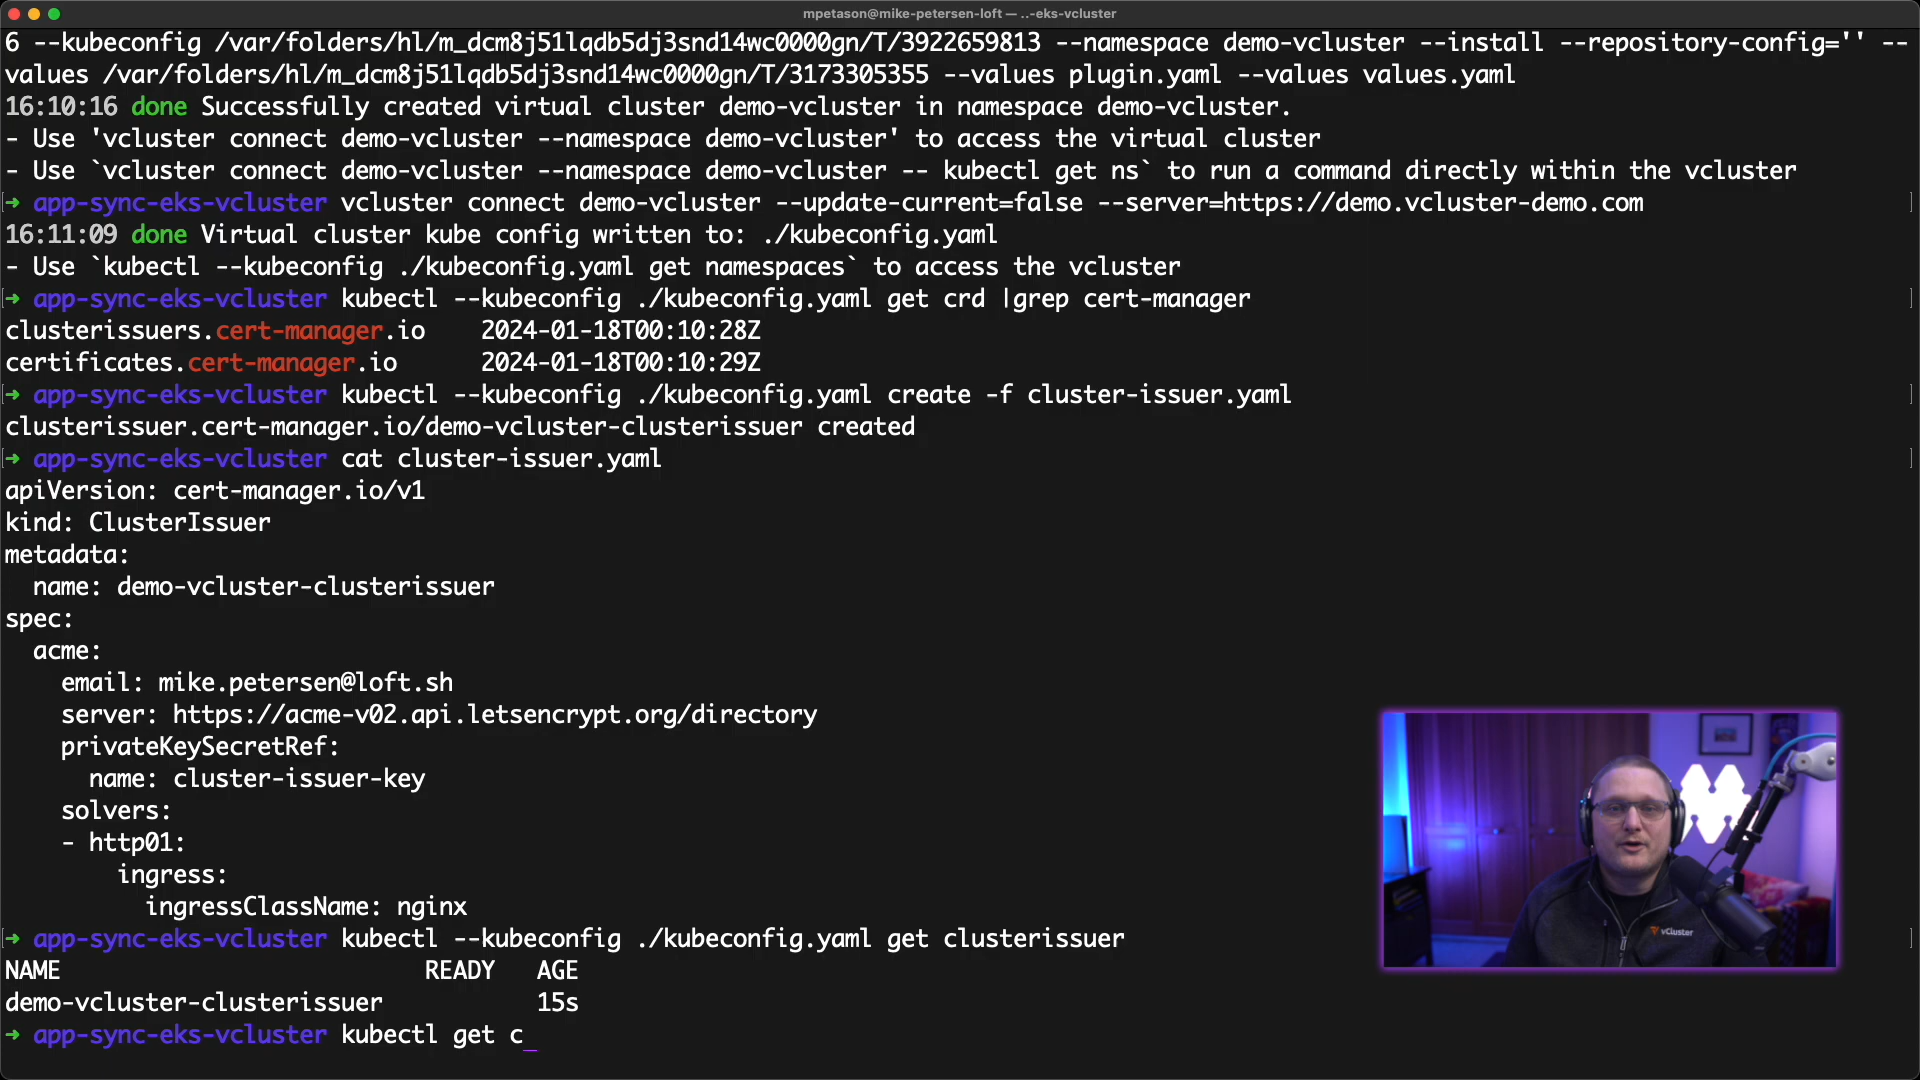 mpetason@mike-petersen-loft — ..-eks-vcluster
6 --kubeconfig /var/folders/hl/m_dcm8j51lqdb5dj3snd14wc0000gn/T/3922659813 --namespace demo-vcluster --install --repository-config='' --
values /var/folders/hl/m_dcm8j51lqdb5dj3snd14wc0000gn/T/3173305355 --values plugin.yaml --values values.yaml
16:10:16 done Successfully created virtual cluster demo-vcluster in namespace demo-vcluster.
- Use 'vcluster connect demo-vcluster --namespace demo-vcluster' to access the virtual cluster
- Use `vcluster connect demo-vcluster --namespace demo-vcluster -- kubectl get ns` to run a command directly within the vcluster
→ app-sync-eks-vcluster vcluster connect demo-vcluster --update-current=false --server=https://demo.vcluster-demo.com
16:11:09 done Virtual cluster kube config written to: ./kubeconfig.yaml
- Use `kubectl --kubeconfig ./kubeconfig.yaml get namespaces` to access the vcluster
→ app-sync-eks-vcluster kubectl --kubeconfig ./kubeconfig.yaml get crd |grep cert-manager
clusterissuers.cert-manager.io    2024-01-18T00:10:28Z
certificates.cert-manager.io      2024-01-18T00:10:29Z
→ app-sync-eks-vcluster kubectl --kubeconfig ./kubeconfig.yaml create -f cluster-issuer.yaml
clusterissuer.cert-manager.io/demo-vcluster-clusterissuer created
→ app-sync-eks-vcluster cat cluster-issuer.yaml
apiVersion: cert-manager.io/v1
kind: ClusterIssuer
metadata:
  name: demo-vcluster-clusterissuer
spec:
  acme:
    email: mike.petersen@loft.sh
    server: https://acme-v02.api.letsencrypt.org/directory
    privateKeySecretRef:
      name: cluster-issuer-key
    solvers:
    - http01:
        ingress:
          ingressClassName: nginx
→ app-sync-eks-vcluster kubectl --kubeconfig ./kubeconfig.yaml get clusterissuer
NAME                          READY   AGE
demo-vcluster-clusterissuer           15s
→ app-sync-eks-vcluster kubectl get c_
vCluster